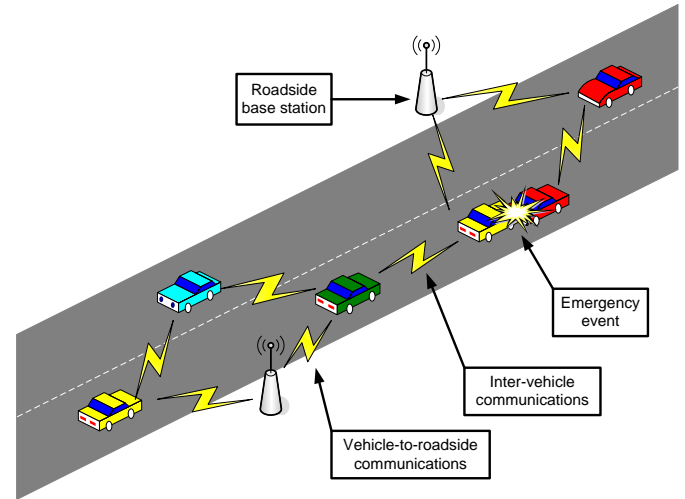 Roadside
base station
Emergency
event
Inter-vehicle
communications
Vehicle-to-roadside
communications